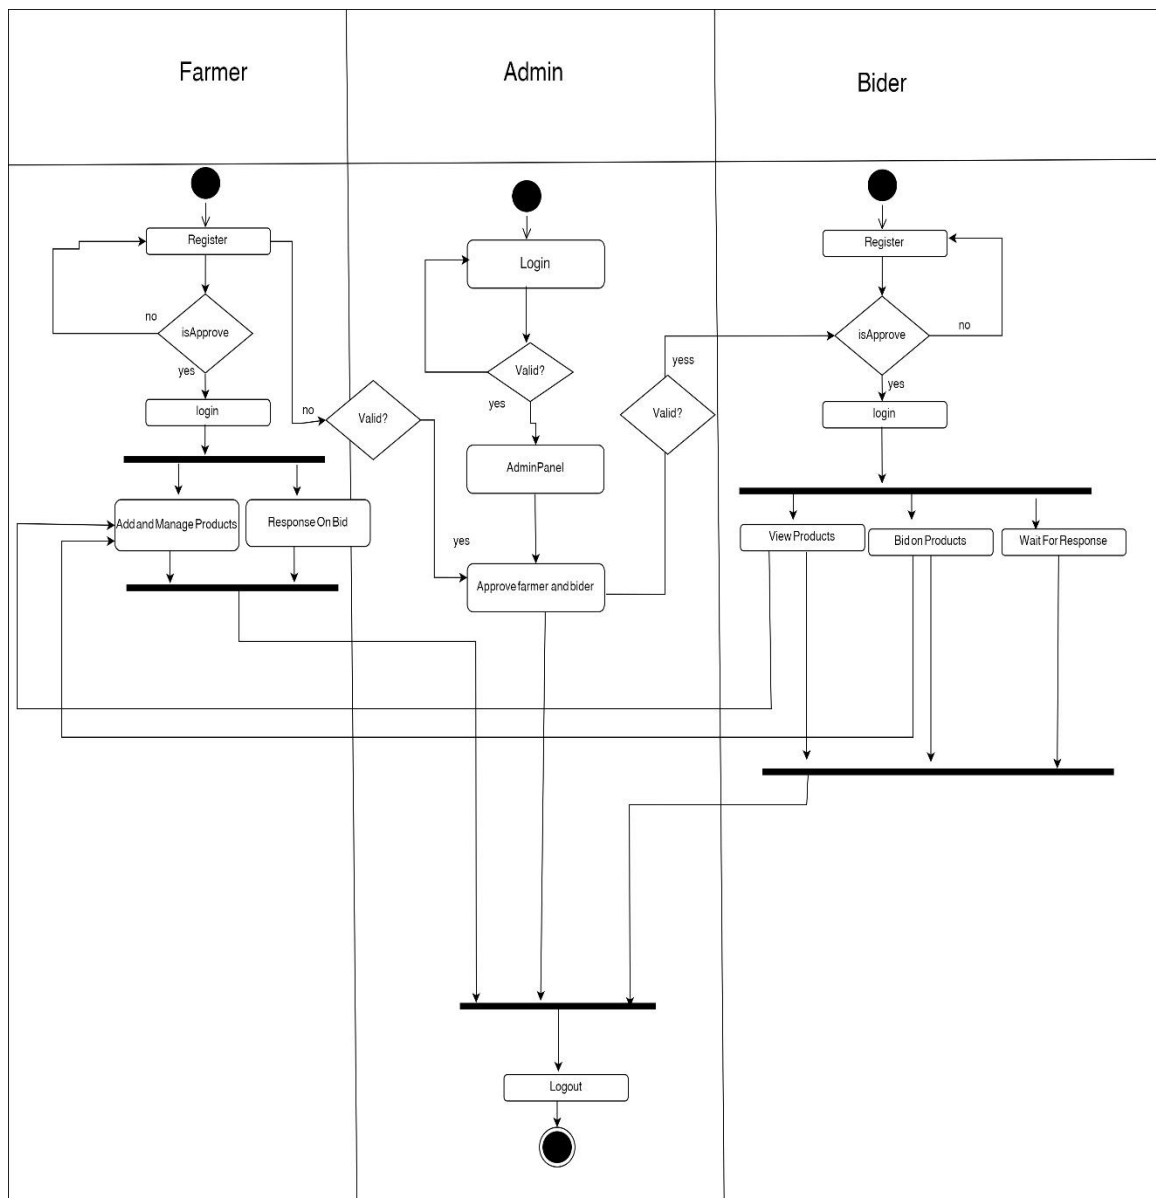 Farmer
Admin
Bider
Register
isApprove
no
yes
login
Add and Manage Products
Response On Bid
no
Valid?
yes
Login
Valid?
yes
AdminPanel
Approve farmer and bider
yess
Valid?
Register
isApprove
no
yes
login
View Products
Bid on Products
Wait For Response
Logout